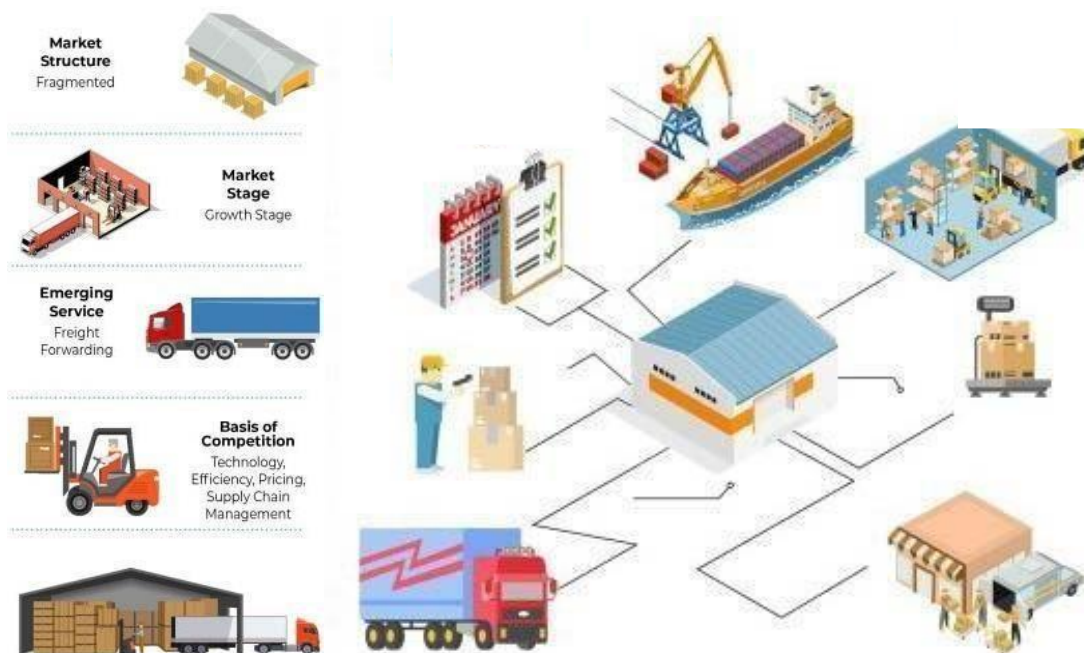 Market
Structure
Fragmented
Market
Stage
Growth Stage
Emerging
Service
Freight
Forwarding
Basis of
Competition
Technology,
Efficiency, Pricing,
Supply Chain
Management
JANUARY